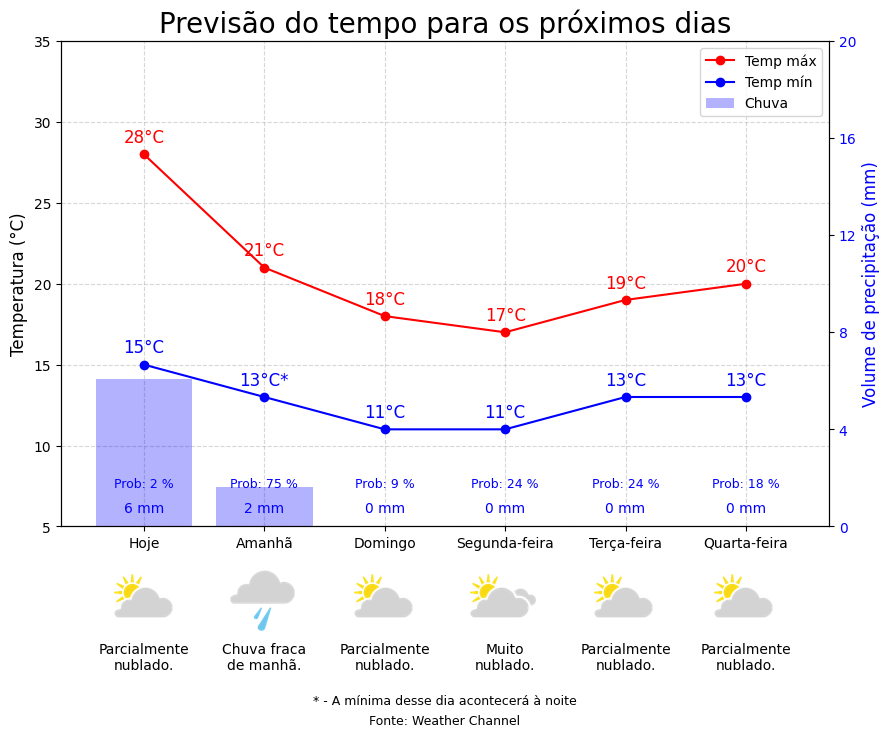 Previsão do tempo para os próximos dias
Temperatura (°C)
Volume de precipitação (mm)
35
30
25
20
15
10
5
20
16
12
8
4
0
Temp máx
Temp mín
Chuva
28°C
21°C
18°C
17°C
19°C
20°C
15°C
13°C*
11°C
11°C
13°C
13°C
Prob: 2 %
Prob: 75 %
Prob: 9 %
Prob: 24 %
Prob: 24 %
Prob: 18 %
6 mm
2 mm
0 mm
0 mm
0 mm
0 mm
Hoje
Amanhã
Domingo
Segunda-feira
Terça-feira
Quarta-feira
Parcialmente
nublado.
Chuva fraca
de manhã.
Parcialmente
nublado.
Muito
nublado.
Parcialmente
nublado.
Parcialmente
nublado.
* - A mínima desse dia acontecerá à noite
Fonte: Weather Channel